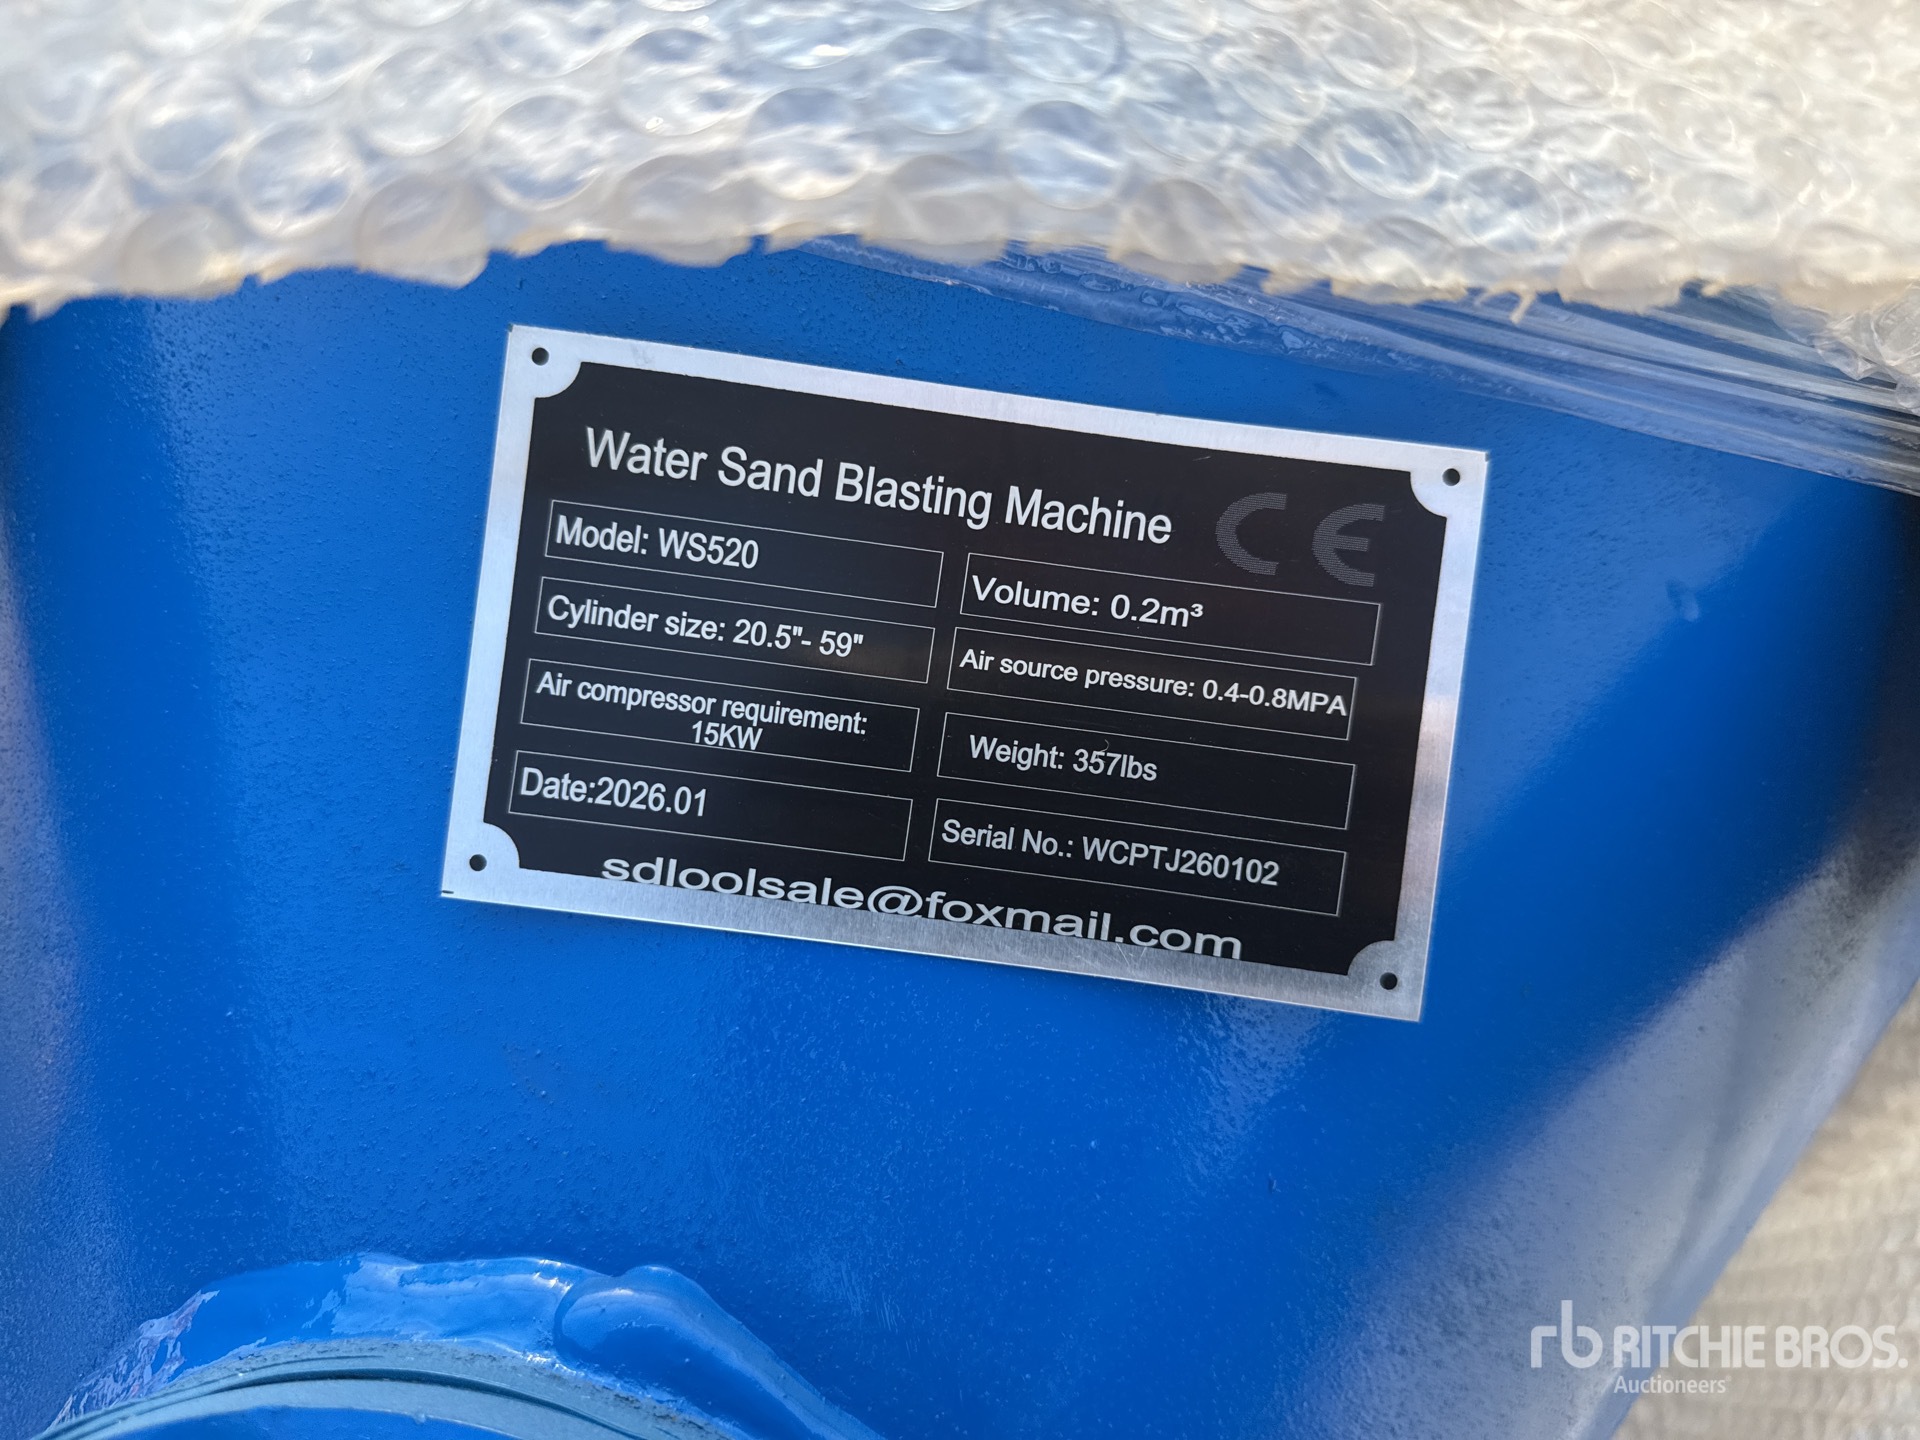 Water Sand Blasting Machine
CE
Model: WS520
Volume: 0.2m³
Cylinder size: 20.5"- 59"
Air source pressure: 0.4-0.8MPA
Air compressor requirement:
15KW
Weight: 357lbs
Date:2026.01
Serial No.: WCPTJ260102
sdloolsale@foxmail.com
rb RITCHIE BROS.
Auctioneers